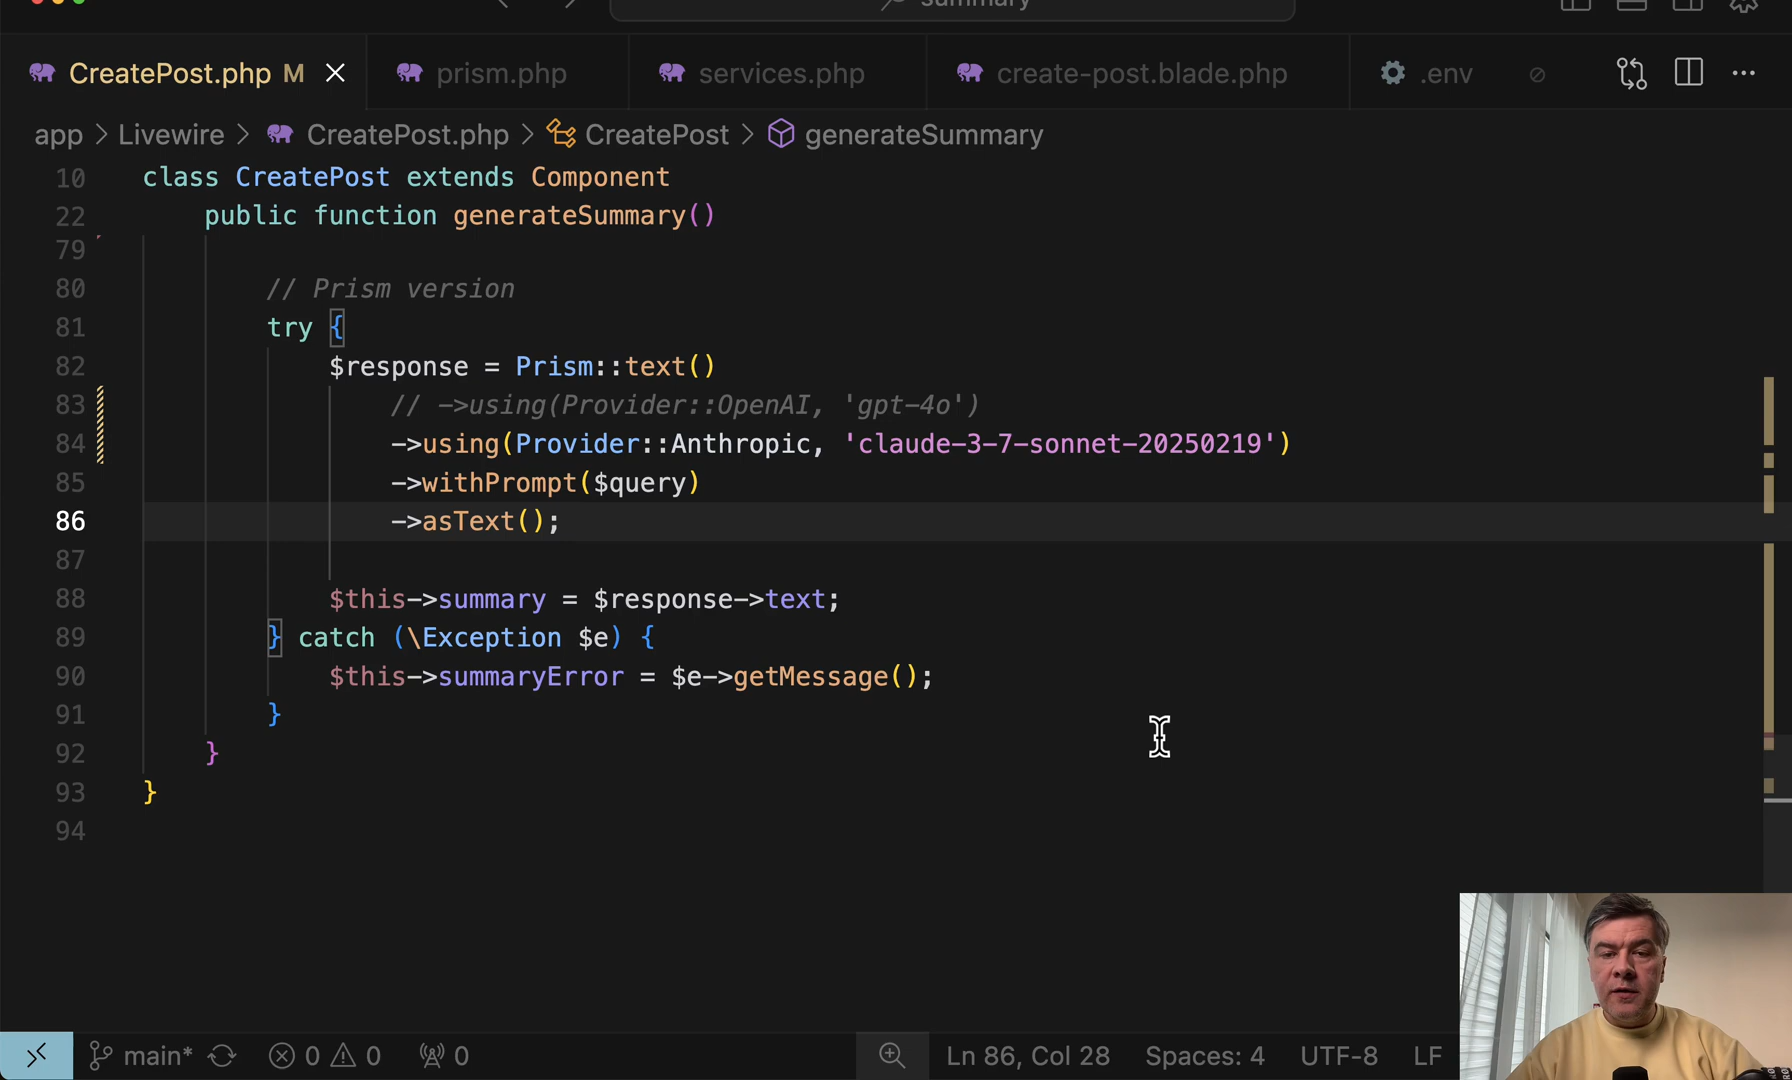 summary
CreatePost.php M
prism.php
services.php
create-post.blade.php
.env
app > Livewire > CreatePost.php > CreatePost > generateSummary
10 class CreatePost extends Component
22 public function generateSummary()
79
80 // Prism version
81 try {
82 $response = Prism::text()
83 // ->using(Provider::OpenAI, 'gpt-4o')
84 ->using(Provider::Anthropic, 'claude-3-7-sonnet-20250219')
85 ->withPrompt($query)
86 ->asText();
87
88 $this->summary = $response->text;
89 } catch (\Exception $e) {
90 $this->summaryError = $e->getMessage();
91 }
92 }
93 }
94
main* 0 0 0 Ln 86, Col 28 Spaces: 4 UTF-8 LF